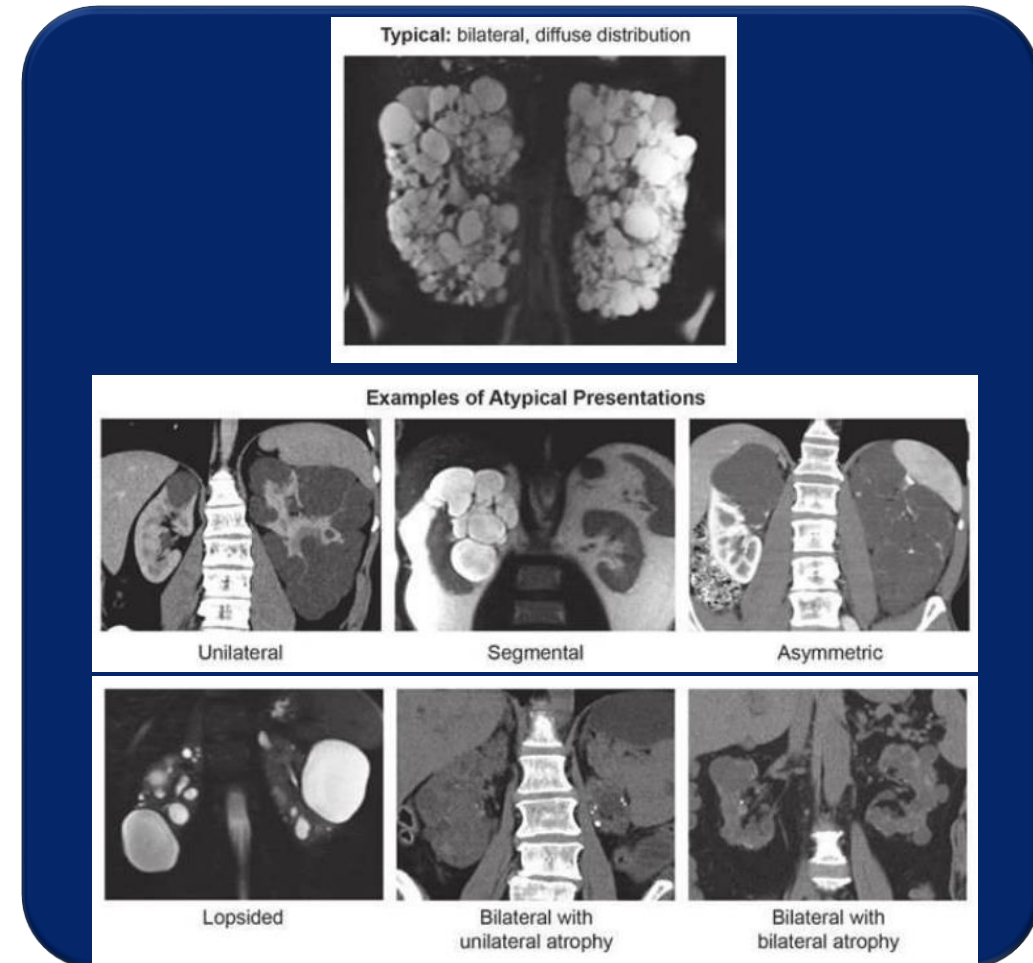 Typical: bilateral, diffuse distribution
Examples of Atypical Presentations
Unilateral
Segmental
Asymmetric
Lopsided
Bilateral with
unilateral atrophy
Bilateral with
bilateral atrophy